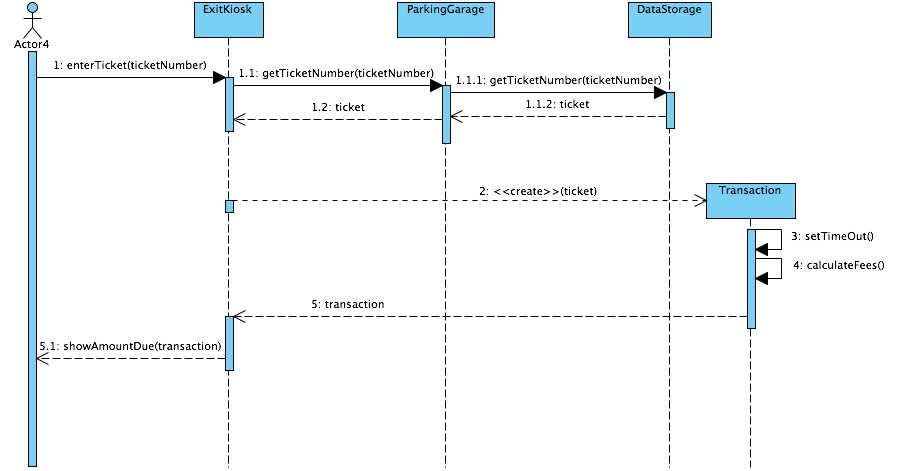 ExitKiosk
ParkingGarage
DataStorage
Actor4
1: enterTicket(ticketNumber)
1.1: getTicketNumber(ticketNumber)
1.1.1: getTicketNumber(ticketNumber)
1.2: ticket
1.1.2: ticket
2: <<create>>(ticket)
Transaction
3: setTimeOut()
4: calculateFees()
5: transaction
5.1: showAmountDue(transaction)